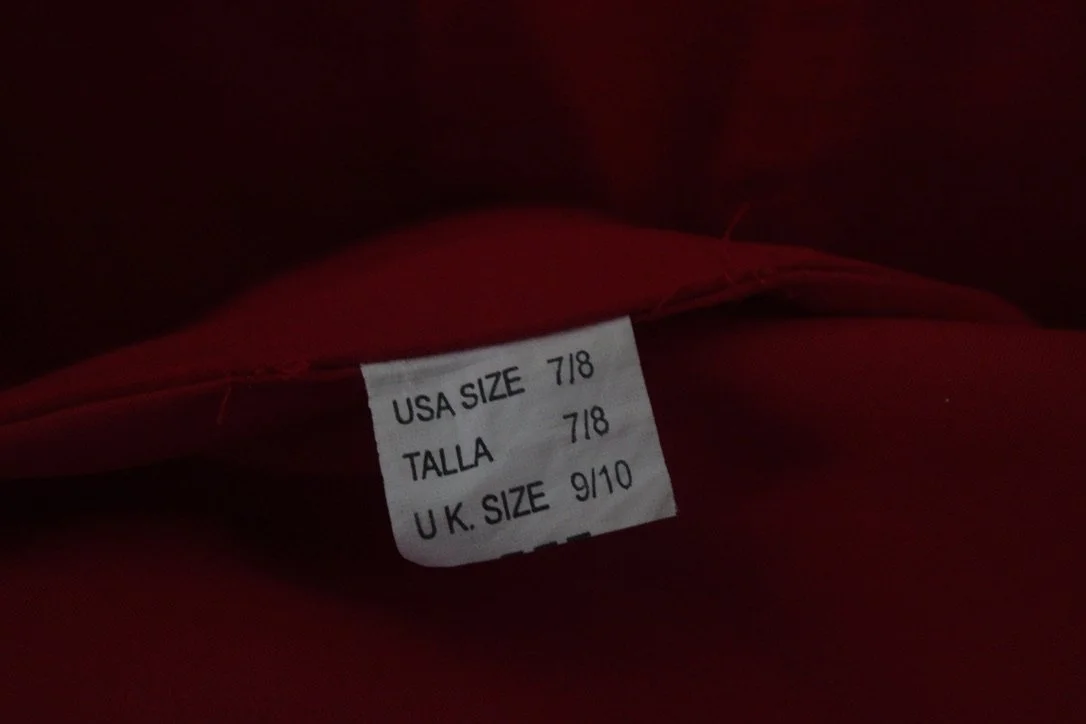 USA SIZE 7/8
TALLA 7/8
U K. SIZE 9/10